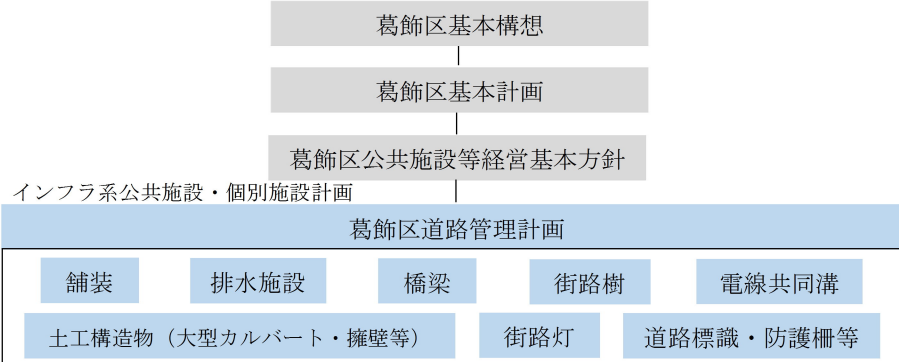 葛飾区基本構想
葛飾区基本計画
葛飾区公共施設等経営基本方針
インフラ系公共施設・個別施設計画
葛飾区道路管理計画
舗装
排水施設
橋梁
街路樹
電線共同溝
土工構造物（大型カルバート・擁壁等）
街路灯
道路標識・防護柵等